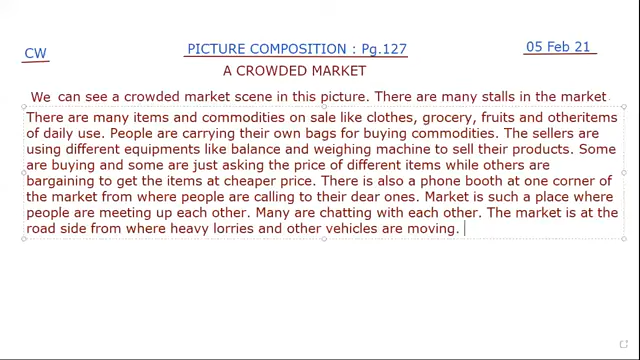 CW
PICTURE COMPOSITION : Pg.127
05 Feb 21
A CROWDED MARKET
We can see a crowded market scene in this picture. There are many stalls in the market.
There are many items and commodities on sale like clothes, grocery, fruits and otheritems
of daily use. People are carrying their own bags for buying commodities. The sellers are
using different equipments like balance and weighing machine to sell their products. Some
are buying and some are just asking the price of different items while others are
bargaining to get the items at cheaper price. There is also a phone booth at one corner of
the market from where people are calling to their dear ones. Market is such a place where
people are meeting up each other. Many are chatting with each other. The market is at the
road side from where heavy lorries and other vehicles are moving.